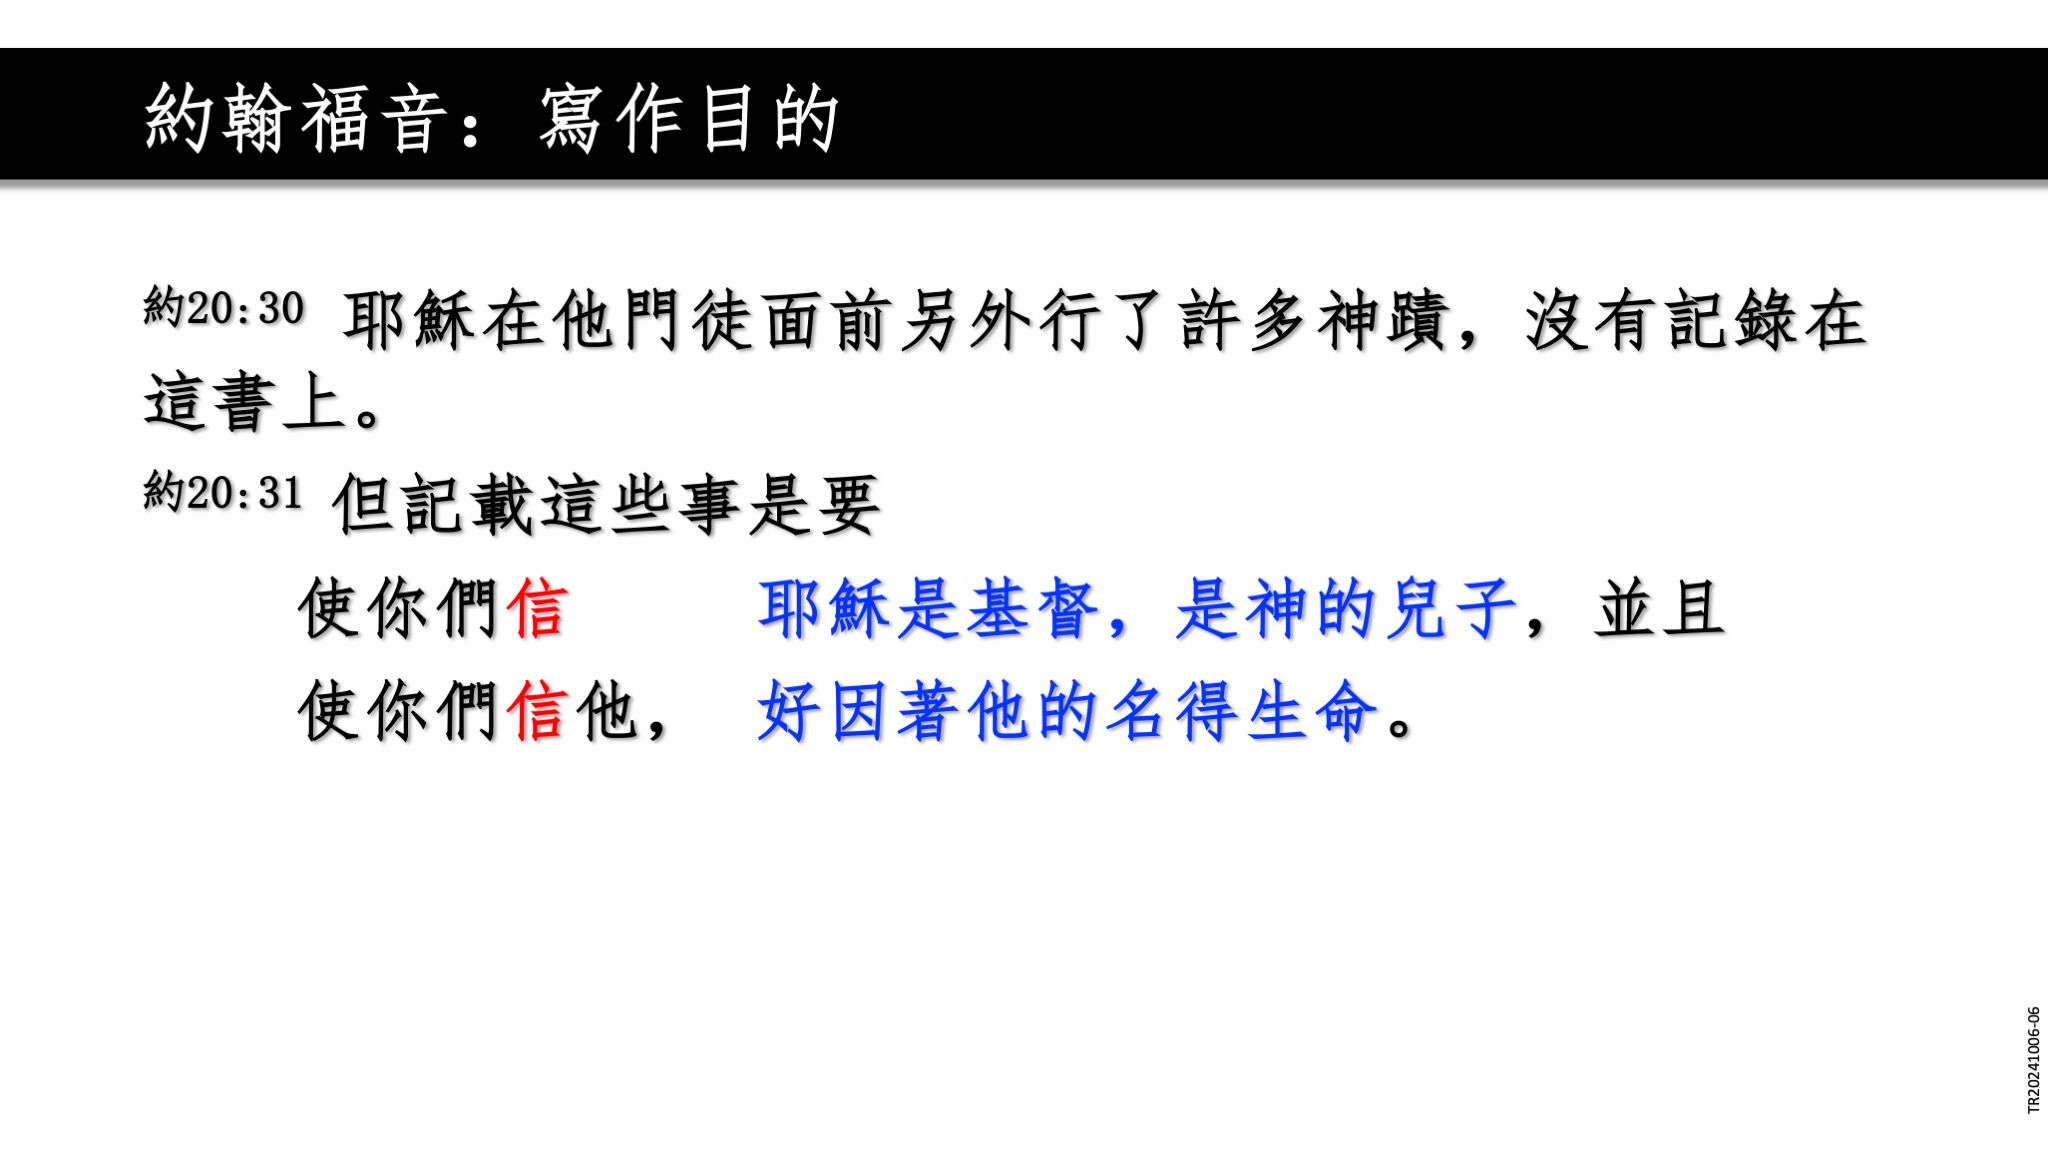 約翰福音：寫作目的
約20:30 耶穌在他門徒面前另外行了許多神蹟，沒有記錄在
這書上。
約20:31 但記載這些事是要
使你們信 耶穌是基督，是神的兒子，並且
使你們信他， 好因著他的名得生命。
TR20241006-06